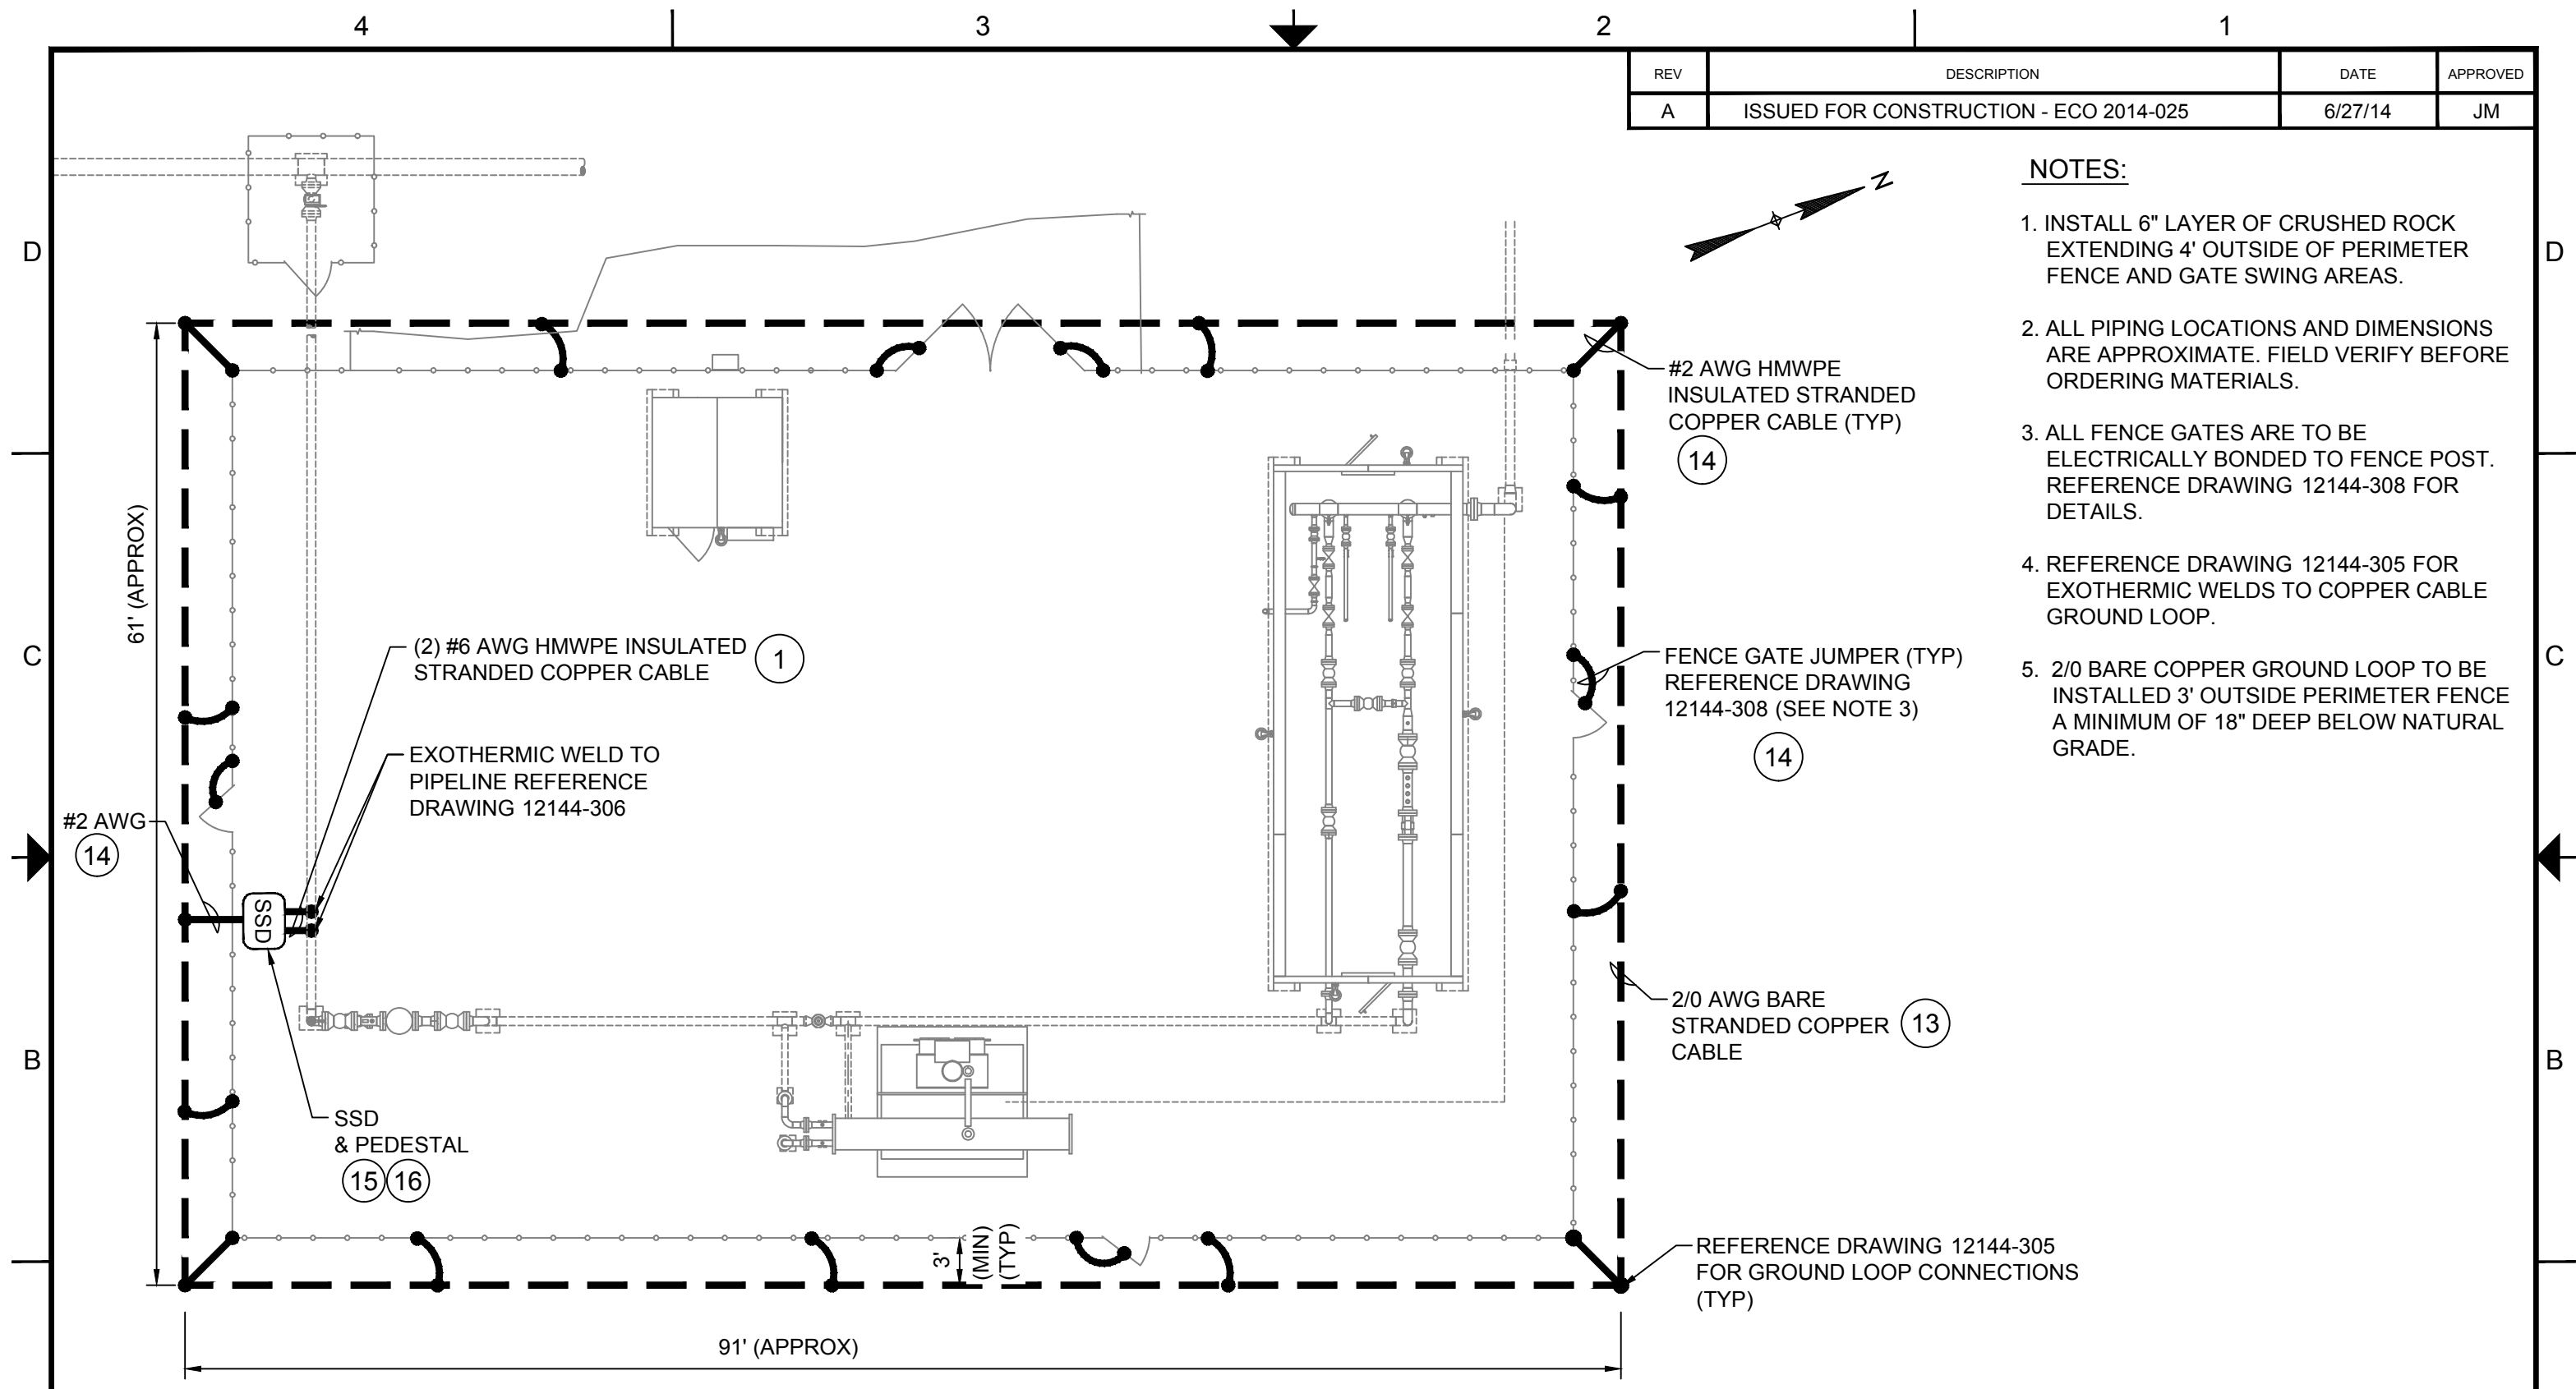 4
3
2
1
REV
DESCRIPTION
DATE
APPROVED
A
ISSUED FOR CONSTRUCTION - ECO 2014-025
6/27/14
JM
N
NOTES:
1. INSTALL 6" LAYER OF CRUSHED ROCK
EXTENDING 4' OUTSIDE OF PERIMETER
FENCE AND GATE SWING AREAS.
2. ALL PIPING LOCATIONS AND DIMENSIONS
ARE APPROXIMATE. FIELD VERIFY BEFORE
ORDERING MATERIALS.
3. ALL FENCE GATES ARE TO BE
ELECTRICALLY BONDED TO FENCE POST.
REFERENCE DRAWING 12144-308 FOR
DETAILS.
4. REFERENCE DRAWING 12144-305 FOR
EXOTHERMIC WELDS TO COPPER CABLE
GROUND LOOP.
5. 2/0 BARE COPPER GROUND LOOP TO BE
INSTALLED 3' OUTSIDE PERIMETER FENCE
A MINIMUM OF 18" DEEP BELOW NATURAL
GRADE.
D
D
#2 AWG HMWPE
INSULATED STRANDED
COPPER CABLE (TYP)
14
61' (APPROX)
C
C
(2) #6 AWG HMWPE INSULATED
STRANDED COPPER CABLE
1
FENCE GATE JUMPER (TYP)
REFERENCE DRAWING
12144-308 (SEE NOTE 3)
14
EXOTHERMIC WELD TO
PIPELINE REFERENCE
DRAWING 12144-306
#2 AWG
14
SSD
2/0 AWG BARE
STRANDED COPPER
CABLE
13
B
B
SSD
& PEDESTAL
15
16
3'
(MIN)
(TYP)
REFERENCE DRAWING 12144-305
FOR GROUND LOOP CONNECTIONS
(TYP)
91' (APPROX)